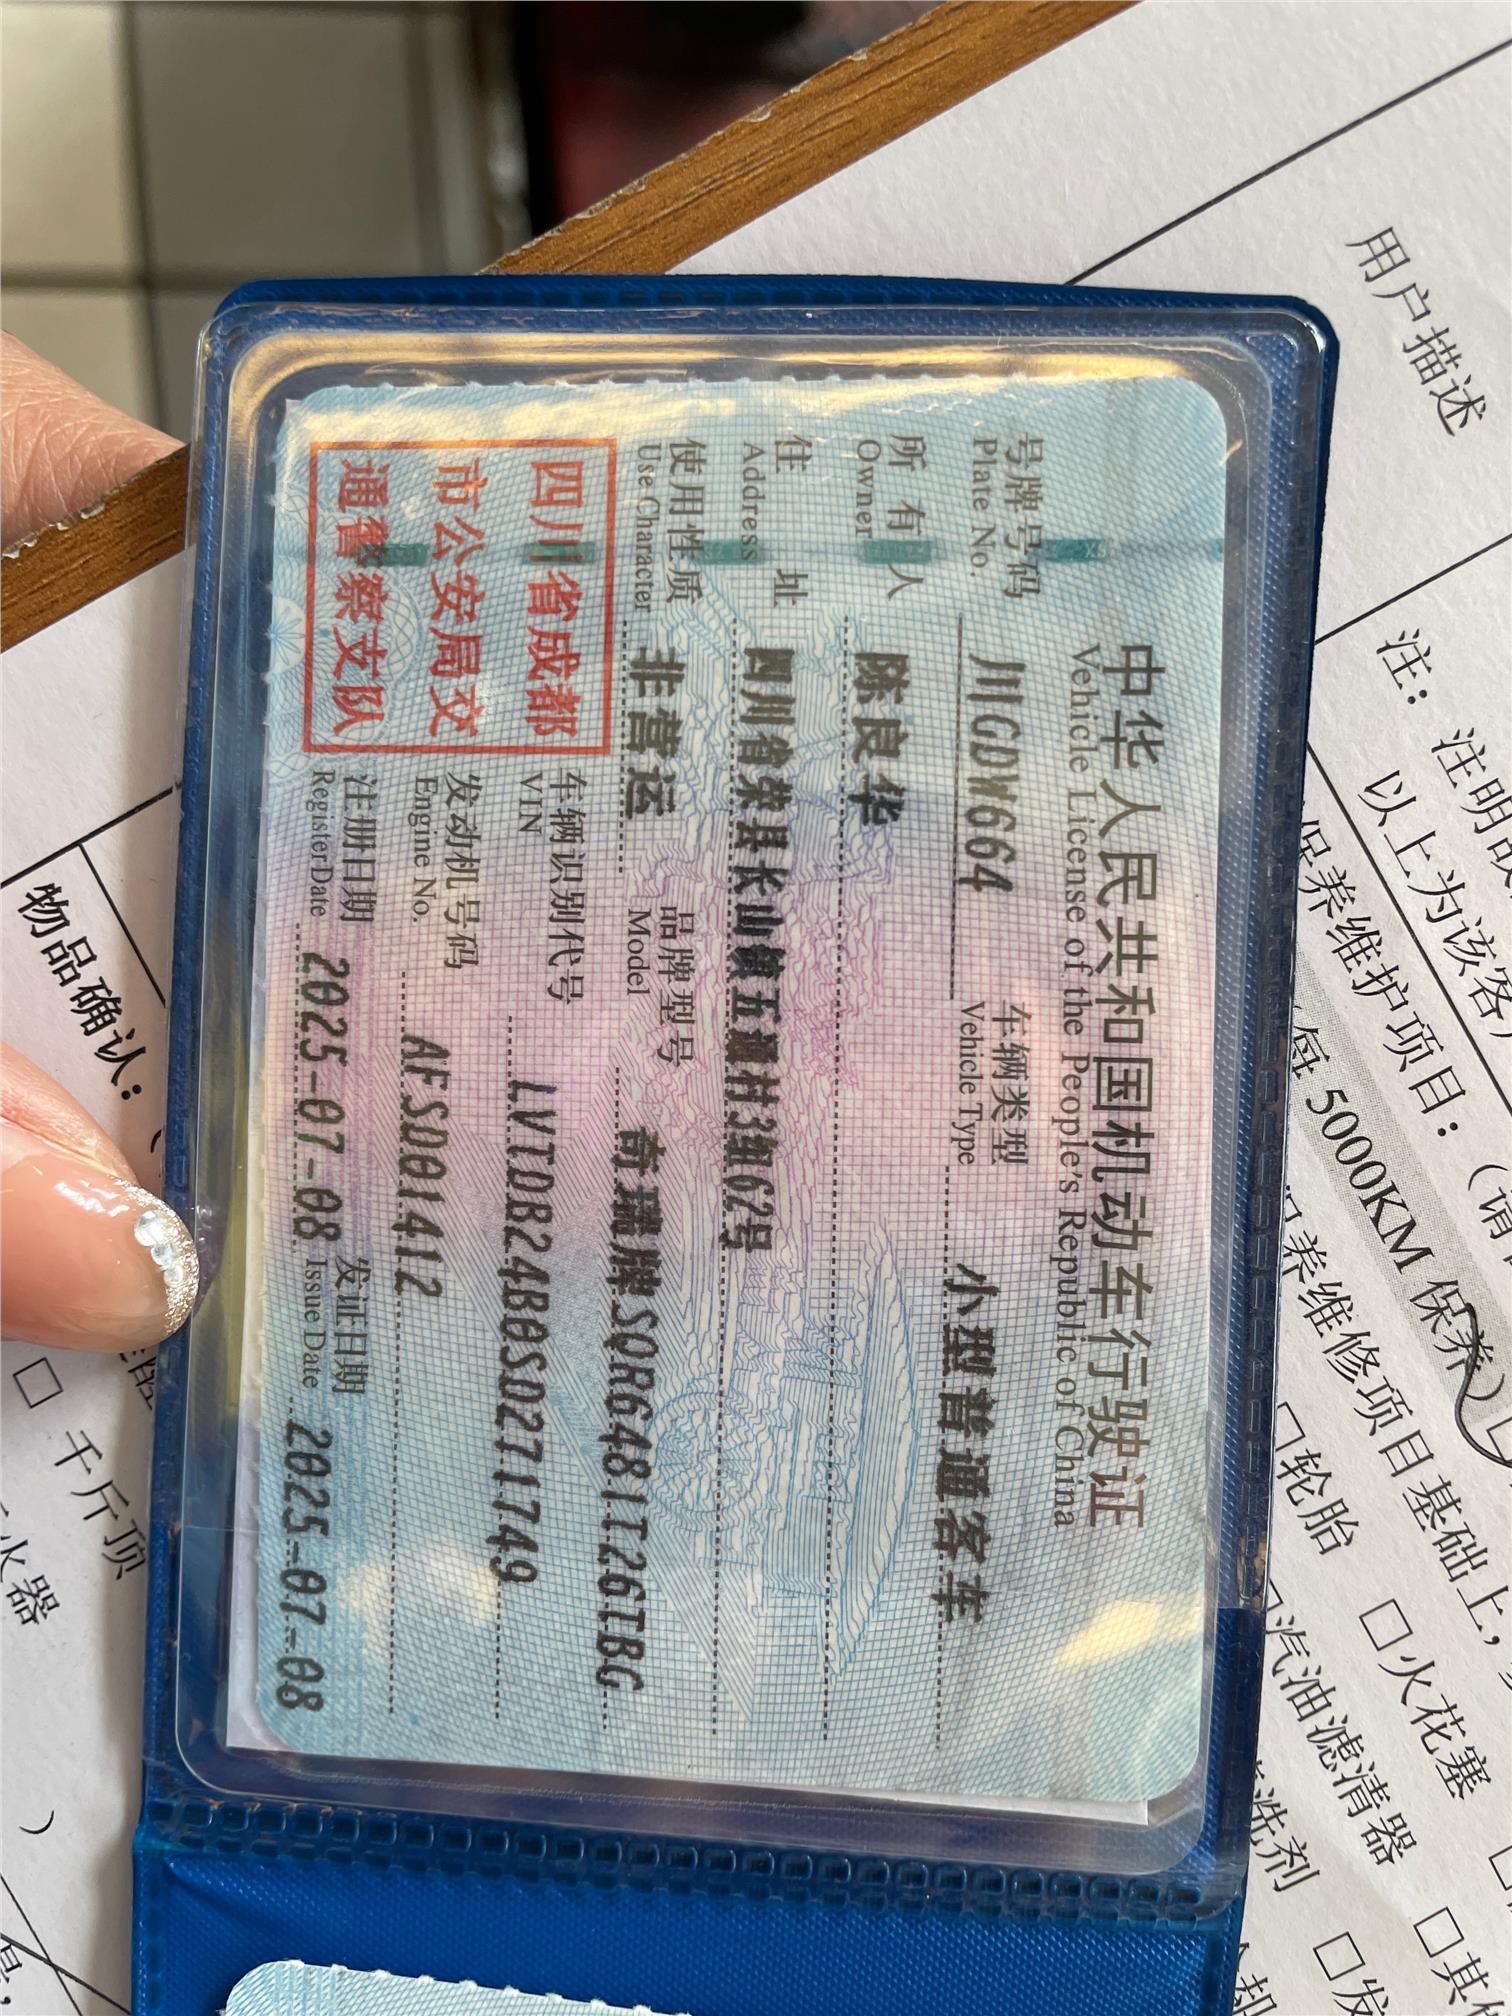 中华人民共和国机动车行驶证
Vehicle License of the People's Republic of China
号牌号码
Plate No.
川GDW664
车辆类型
Vehicle Type
小型普通客车
所有人
Owner
陈良华
住址
Address
四川省荣县长山镇五通村3组62号
使用性质
Use Character
非营运
品牌型号
Model
奇瑞牌SQR6481T26TBG
车辆识别代号
VIN
LVTDB24B0SD271749
发动机号码
Engine No.
AFSD01412
注册日期
Register Date
2025-07-08
发证日期
Issue Date
2025-07-08
四川省成都
市公安局交
通警察支队
用户描述
注：
以上为该客
保养维护项目：（请
每 5000KM 保养）
养维修项目基础上，
□轮胎
□火花塞
汽油滤清器
洗剂
物品确认：（
□ 千斤顶
火器